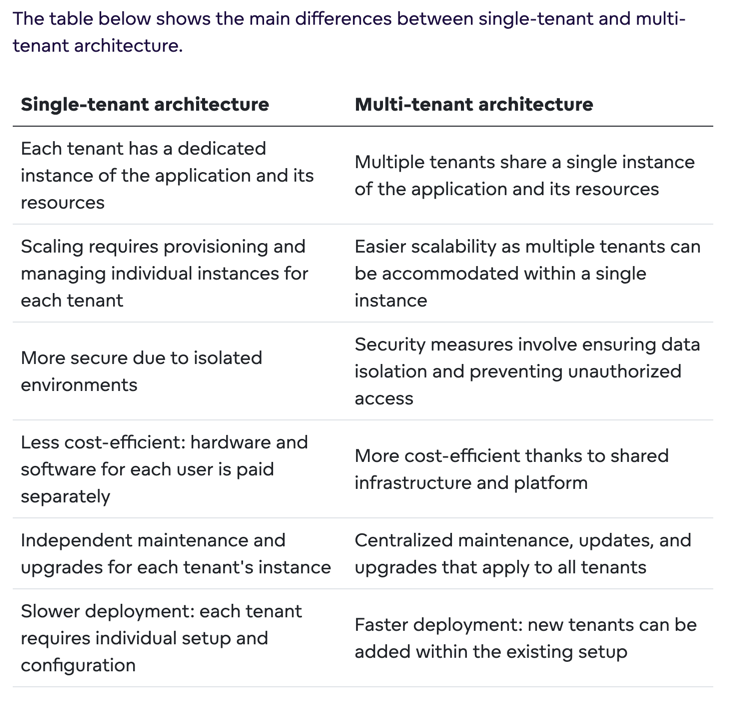 The table below shows the main differences between single-tenant and multi-
tenant architecture.
Single-tenant architecture
Multi-tenant architecture
Each tenant has a dedicated
instance of the application and its
resources
Multiple tenants share a single instance
of the application and its resources
Scaling requires provisioning and
managing individual instances for
each tenant
Easier scalability as multiple tenants can
be accommodated within a single
instance
More secure due to isolated
environments
Security measures involve ensuring data
isolation and preventing unauthorized
access
Less cost-efficient: hardware and
software for each user is paid
separately
More cost-efficient thanks to shared
infrastructure and platform
Independent maintenance and
upgrades for each tenant's instance
Centralized maintenance, updates, and
upgrades that apply to all tenants
Slower deployment: each tenant
requires individual setup and
configuration
Faster deployment: new tenants can be
added within the existing setup